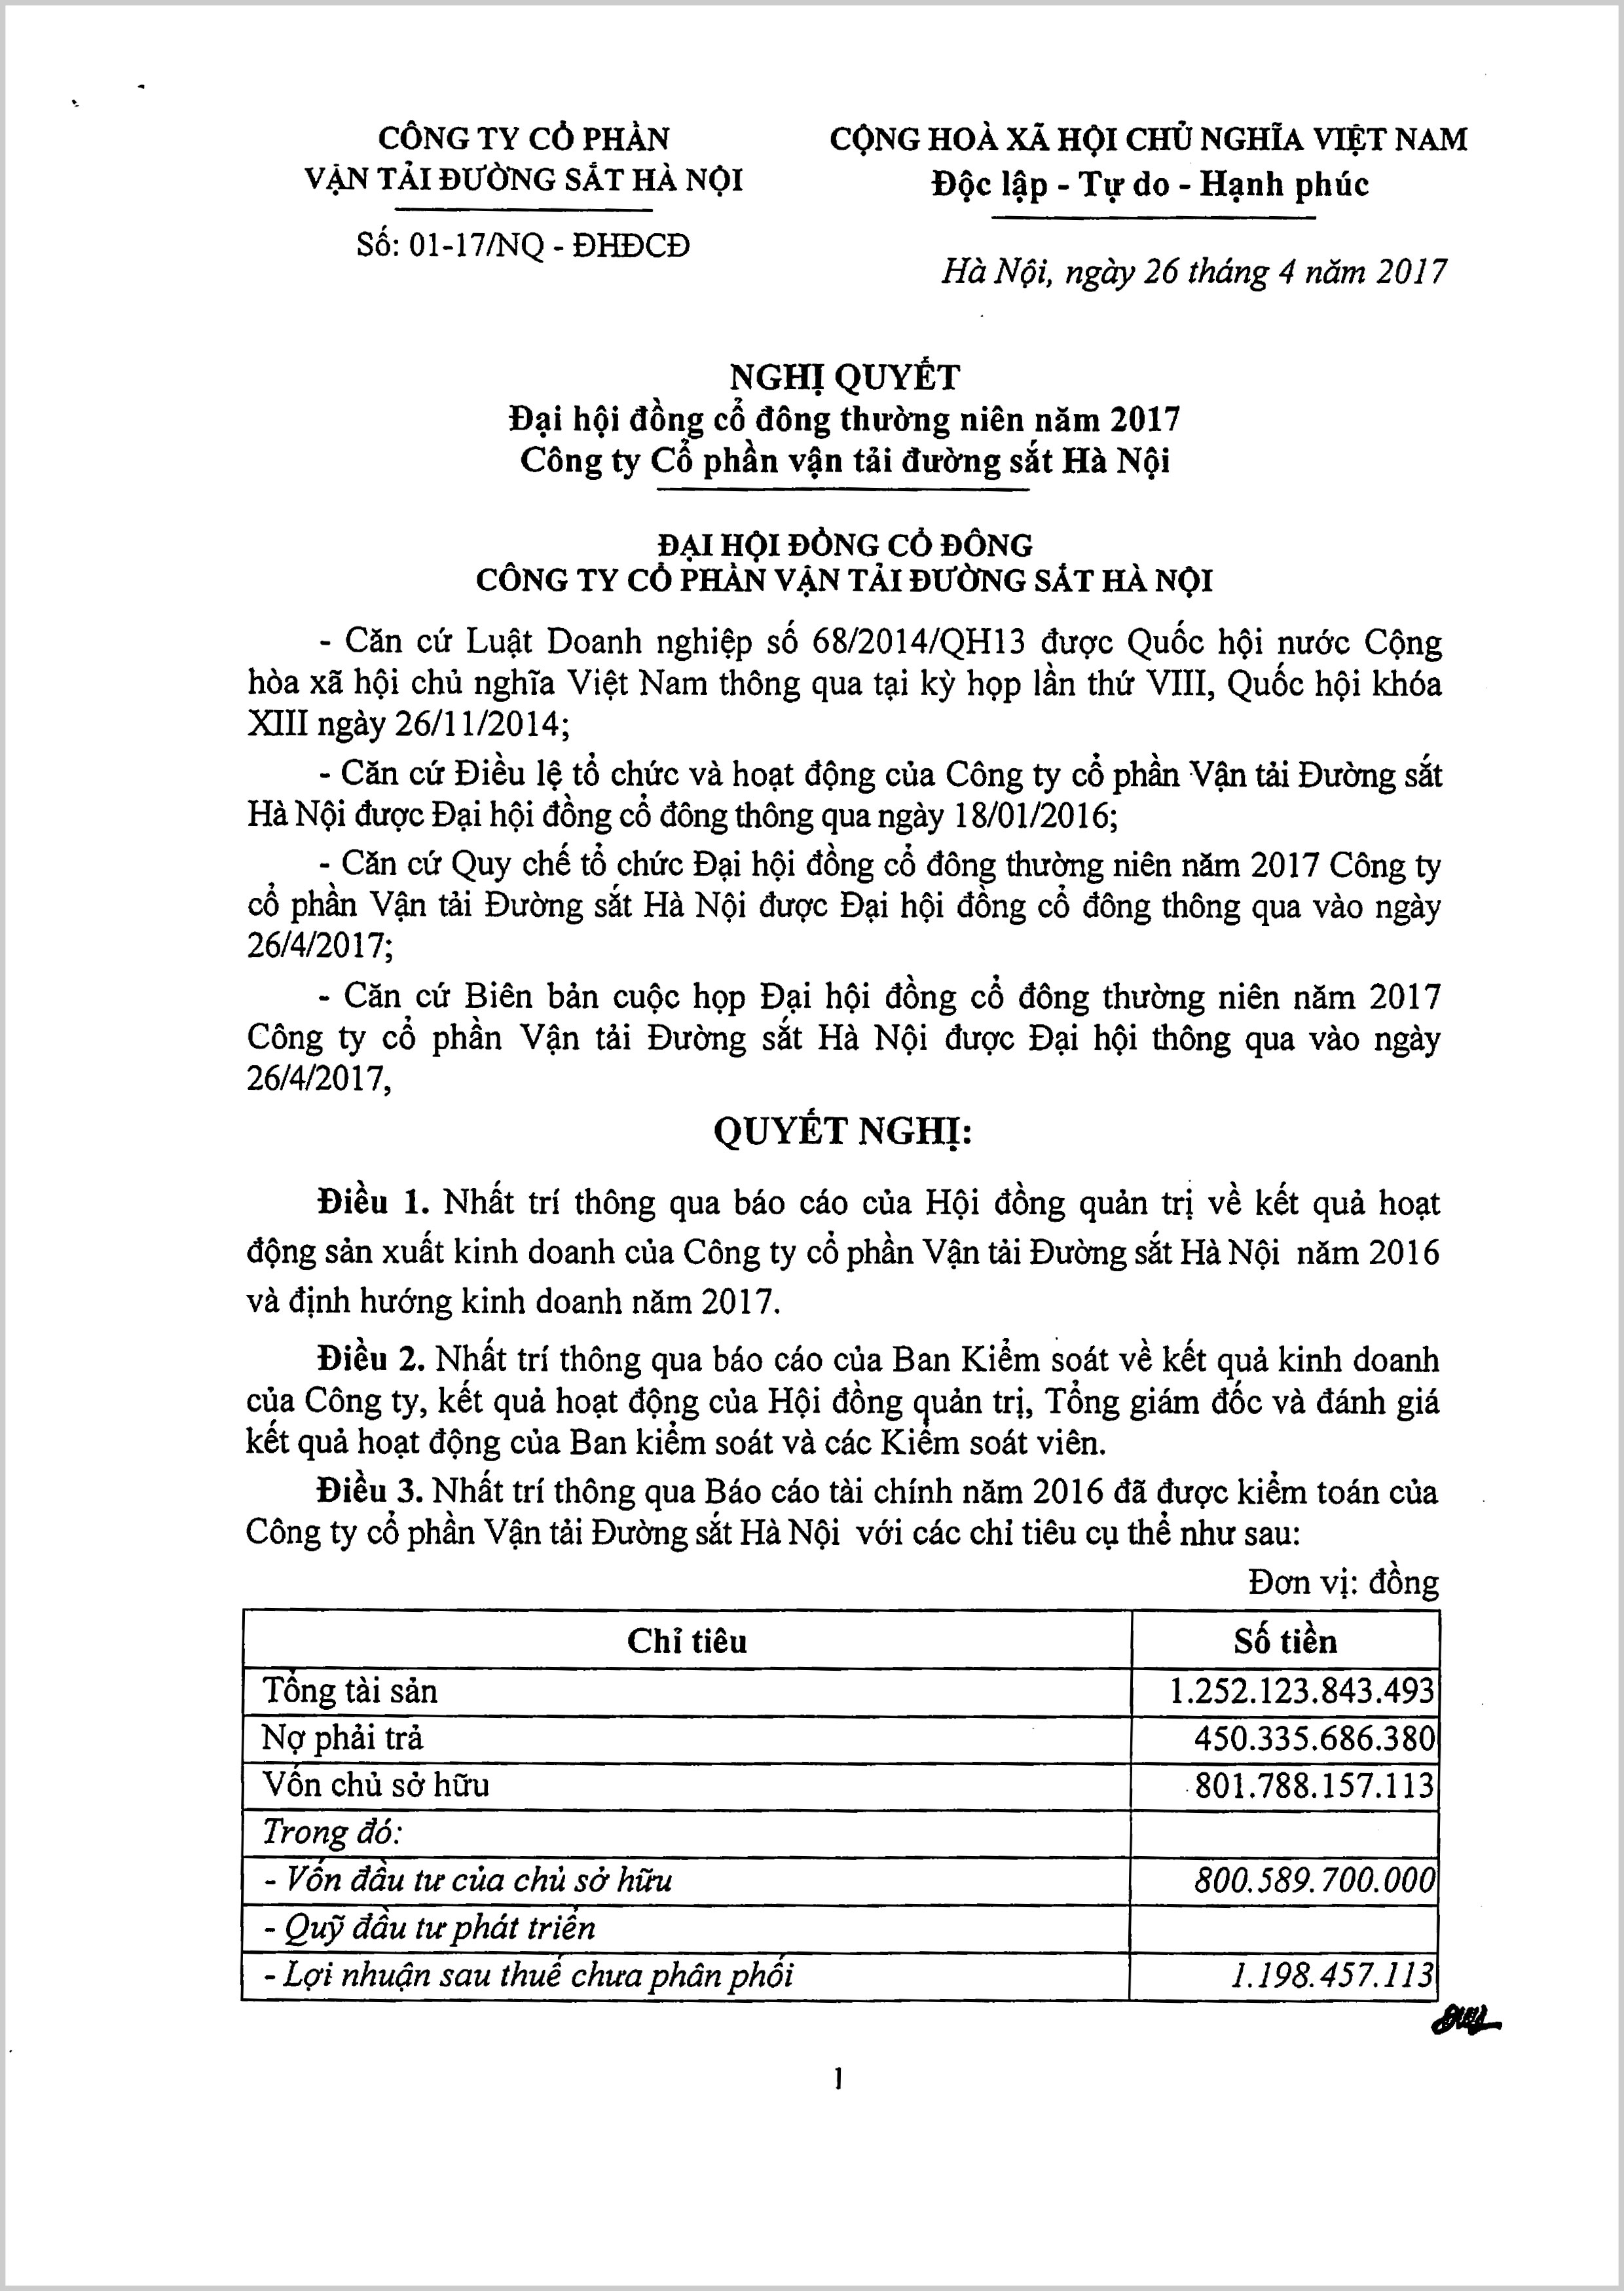 CÔNG TY CỔ PHẦN
VẬN TẢI ĐƯỜNG SẮT HÀ NỘI
Số: 01-17/NQ - ĐHĐCĐ
CỘNG HOÀ XÃ HỘI CHỦ NGHĨA VIỆT NAM
Độc lập - Tự do - Hạnh phúc
Hà Nội, ngày 26 tháng 4 năm 2017
NGHỊ QUYẾT
Đại hội đồng cổ đông thường niên năm 2017
Công ty Cổ phần vận tải đường sắt Hà Nội
ĐẠI HỘI ĐỒNG CỔ ĐÔNG
CÔNG TY CỔ PHẦN VẬN TẢI ĐƯỜNG SẮT HÀ NỘI
- Căn cứ Luật Doanh nghiệp số 68/2014/QH13 được Quốc hội nước Cộng
hòa xã hội chủ nghĩa Việt Nam thông qua tại kỳ họp lần thứ VIII, Quốc hội khóa
XIII ngày 26/11/2014;
- Căn cứ Điều lệ tổ chức và hoạt động của Công ty cổ phần Vận tải Đường sắt
Hà Nội được Đại hội đồng cổ đông thông qua ngày 18/01/2016;
- Căn cứ Quy chế tổ chức Đại hội đồng cổ đông thường niên năm 2017 Công ty
cổ phần Vận tải Đường sắt Hà Nội được Đại hội đồng cổ đông thông qua vào ngày
26/4/2017;
- Căn cứ Biên bản cuộc họp Đại hội đồng cổ đông thường niên năm 2017
Công ty cổ phần Vận tải Đường sắt Hà Nội được Đại hội thông qua vào ngày
26/4/2017,
QUYẾT NGHỊ:
Điều 1. Nhất trí thông qua báo cáo của Hội đồng quản trị về kết quả hoạt
động sản xuất kinh doanh của Công ty cổ phần Vận tải Đường sắt Hà Nội năm 2016
và định hướng kinh doanh năm 2017.
Điều 2. Nhất trí thông qua báo cáo của Ban Kiểm soát về kết quả kinh doanh
của Công ty, kết quả hoạt động của Hội đồng quản trị, Tổng giám đốc và đánh giá
kết quả hoạt động của Ban kiểm soát và các Kiểm soát viên.
Điều 3. Nhất trí thông qua Báo cáo tài chính năm 2016 đã được kiểm toán của
Công ty cổ phần Vận tải Đường sắt Hà Nội với các chỉ tiêu cụ thể như sau:
Đơn vị: đồng
Chỉ tiêu Số tiền
Tổng tài sản 1.252.123.843.493
Nợ phải trả 450.335.686.380
Vốn chủ sở hữu 801.788.157.113
Trong đó:
- Vốn đầu tư của chủ sở hữu 800.589.700.000
- Quỹ đầu tư phát triển
- Lợi nhuận sau thuế chưa phân phối 1.198.457.113
1